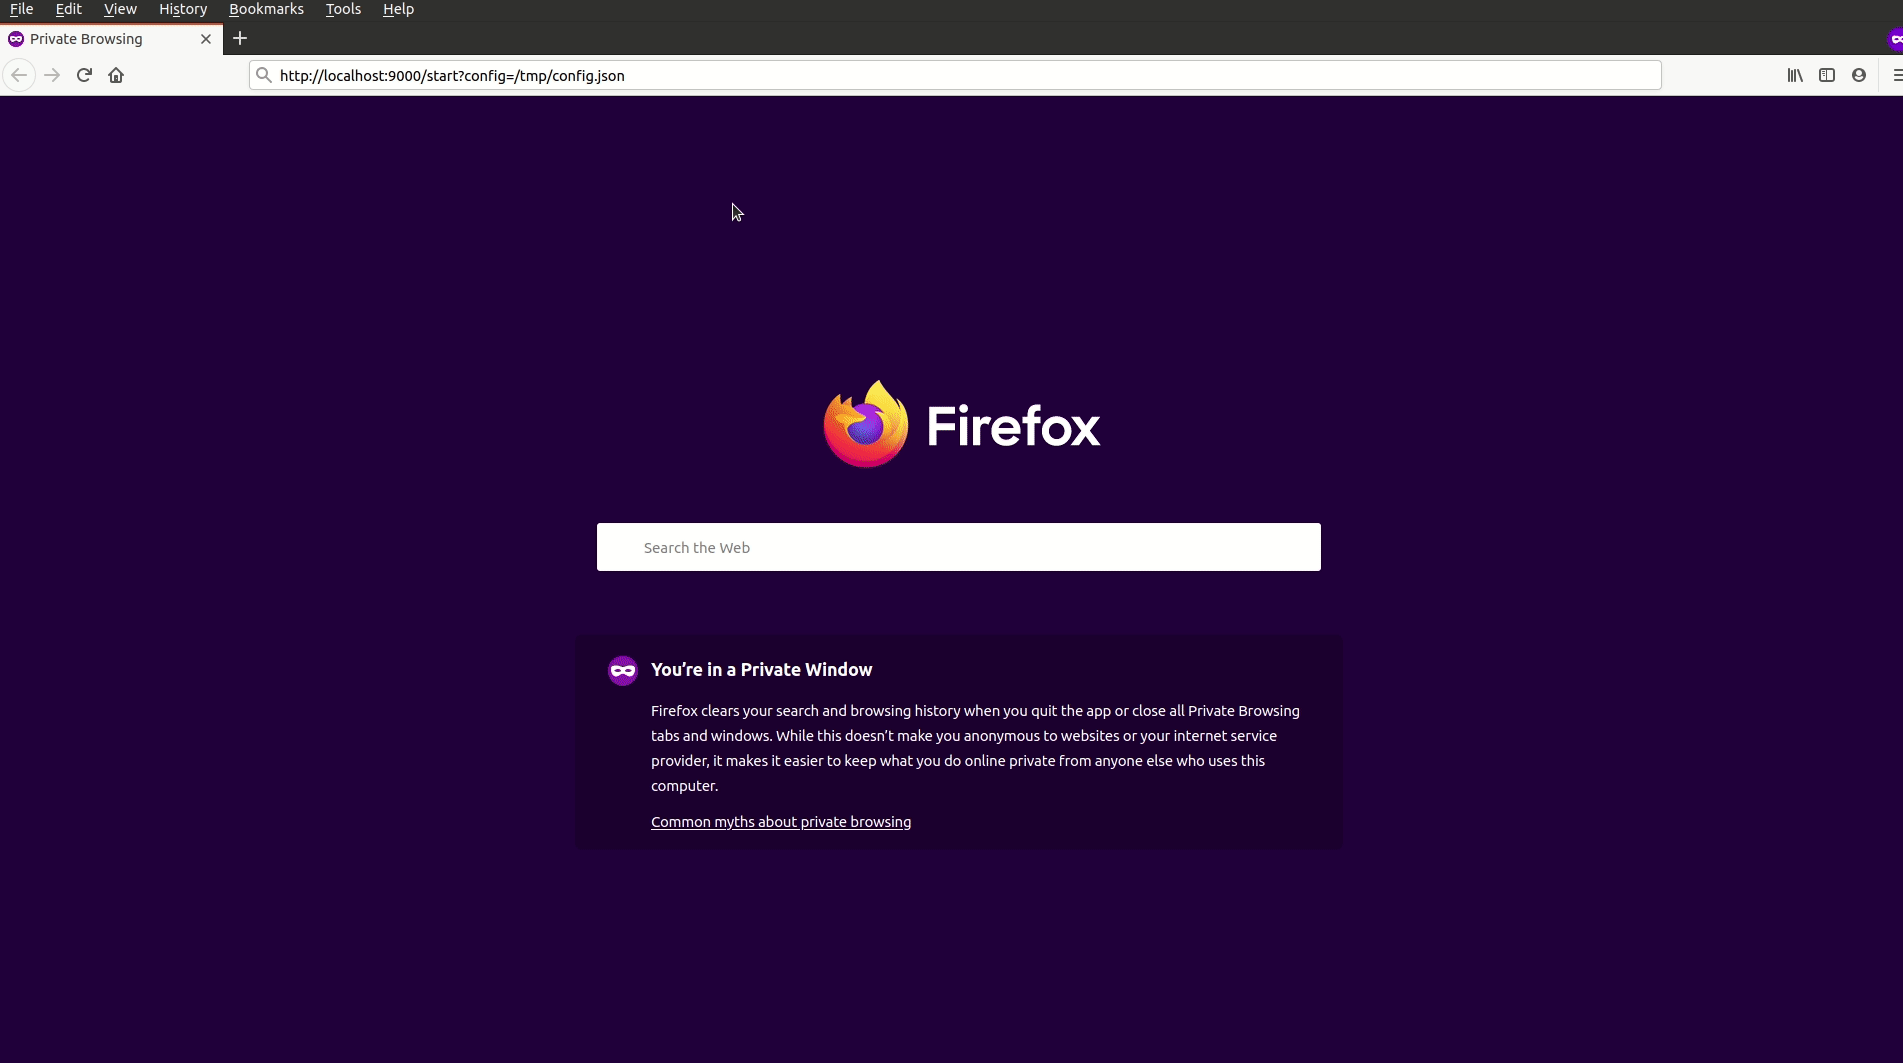 File Edit View History Bookmarks Tools Help
Private Browsing
http://localhost:9000/start?config=/tmp/config.json
Firefox
Search the Web
You’re in a Private Window
Firefox clears your search and browsing history when you quit the app or close all Private Browsing
tabs and windows. While this doesn’t make you anonymous to websites or your internet service
provider, it makes it easier to keep what you do online private from anyone else who uses this
computer.
Common myths about private browsing